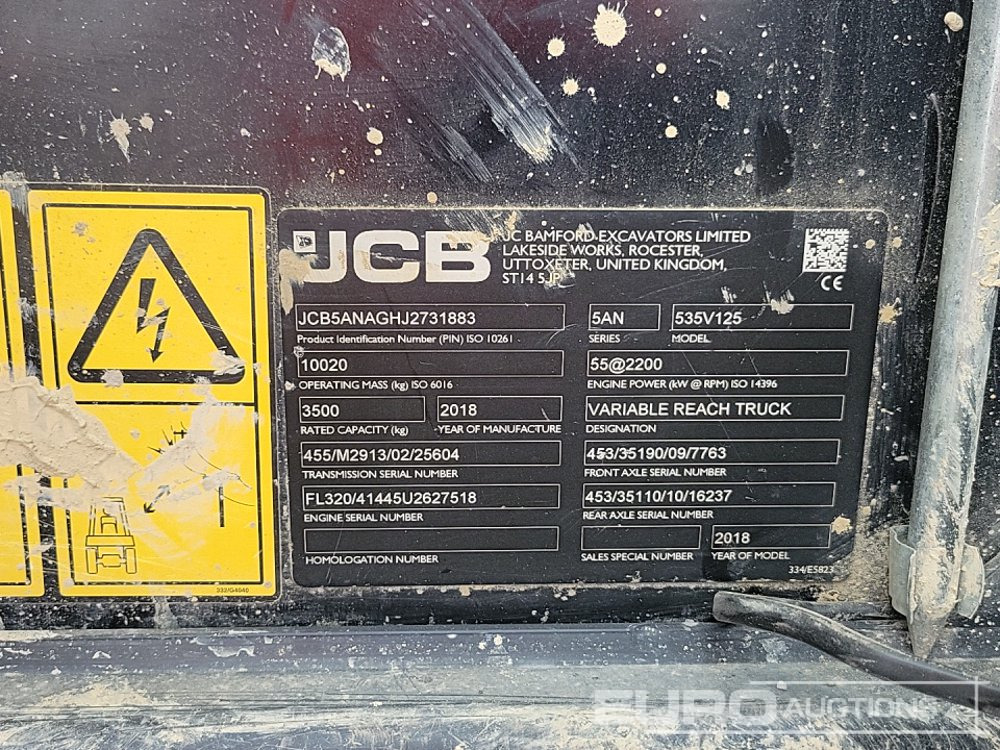 JCB
JC BAMFORD EXCAVATORS LIMITED
LAKESIDE WORKS, ROCESTER,
UTTOXETER, UNITED KINGDOM,
ST14 5JP
CE
JCB5ANAGHJ2731883
5AN
535V125
Product Identification Number (PIN) ISO 10261
SERIES
MODEL
10020
55@2200
OPERATING MASS (kg) ISO 6016
ENGINE POWER (kW @ RPM) ISO 14396
3500
2018
VARIABLE REACH TRUCK
RATED CAPACITY (kg)
YEAR OF MANUFACTURE
DESIGNATION
455/M2913/02/25604
453/35190/09/7763
TRANSMISSION SERIAL NUMBER
FRONT AXLE SERIAL NUMBER
FL320/41445U2627518
453/35110/10/16237
ENGINE SERIAL NUMBER
REAR AXLE SERIAL NUMBER
2018
HOMOLOGATION NUMBER
SALES SPECIAL NUMBER
YEAR OF MODEL
334/E5823
332/G4040
EURO AUCTIONS